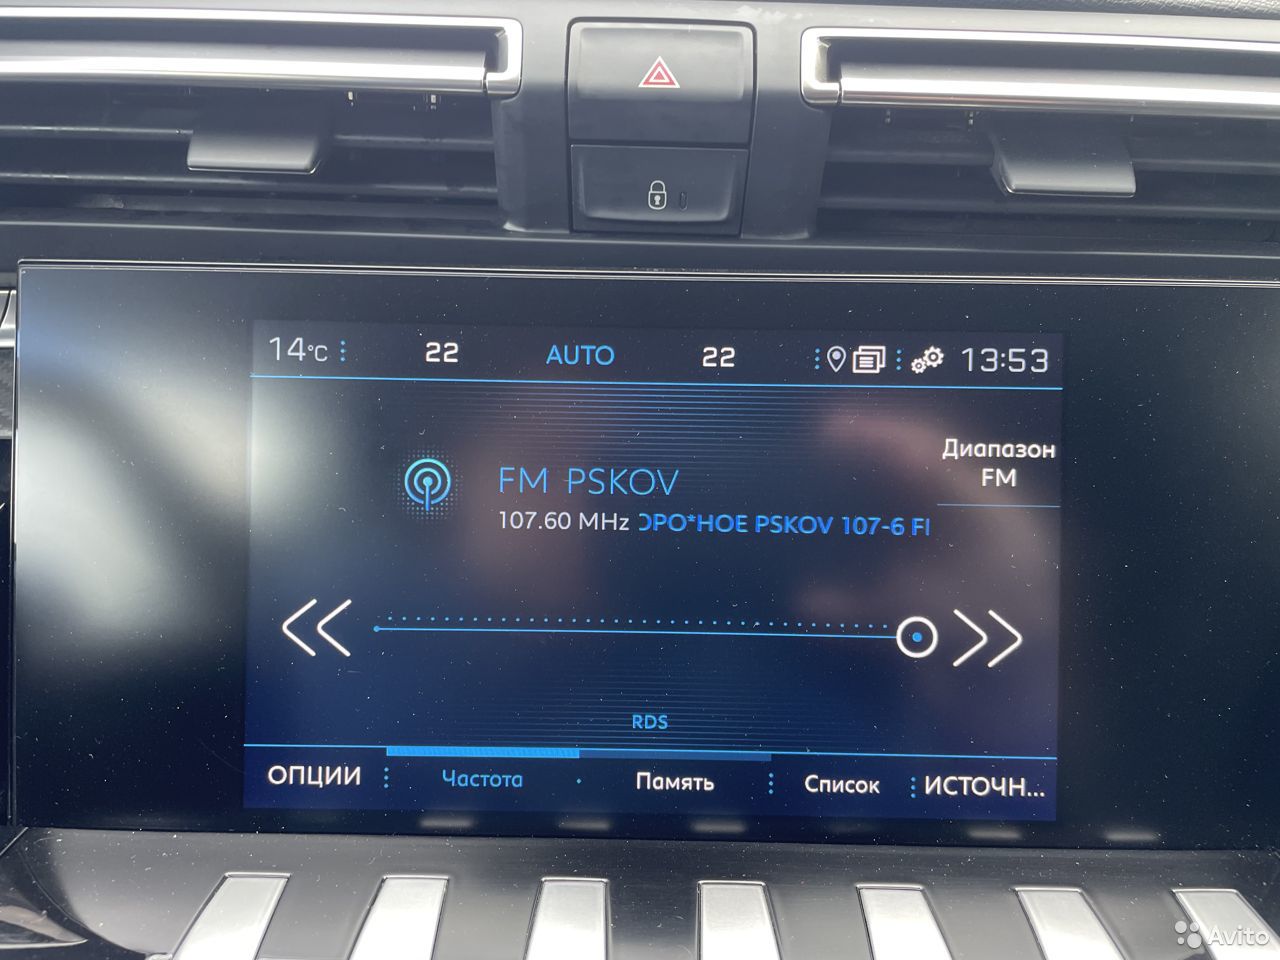 14°C 22 AUTO 22 13:53
Диапазон
FM
FM PSKOV
107.60 MHz ОРО*НОЕ PSKOV 107-6 FI
RDS
ОПЦИИ Частота Память Список ИСТОЧН...
Avito